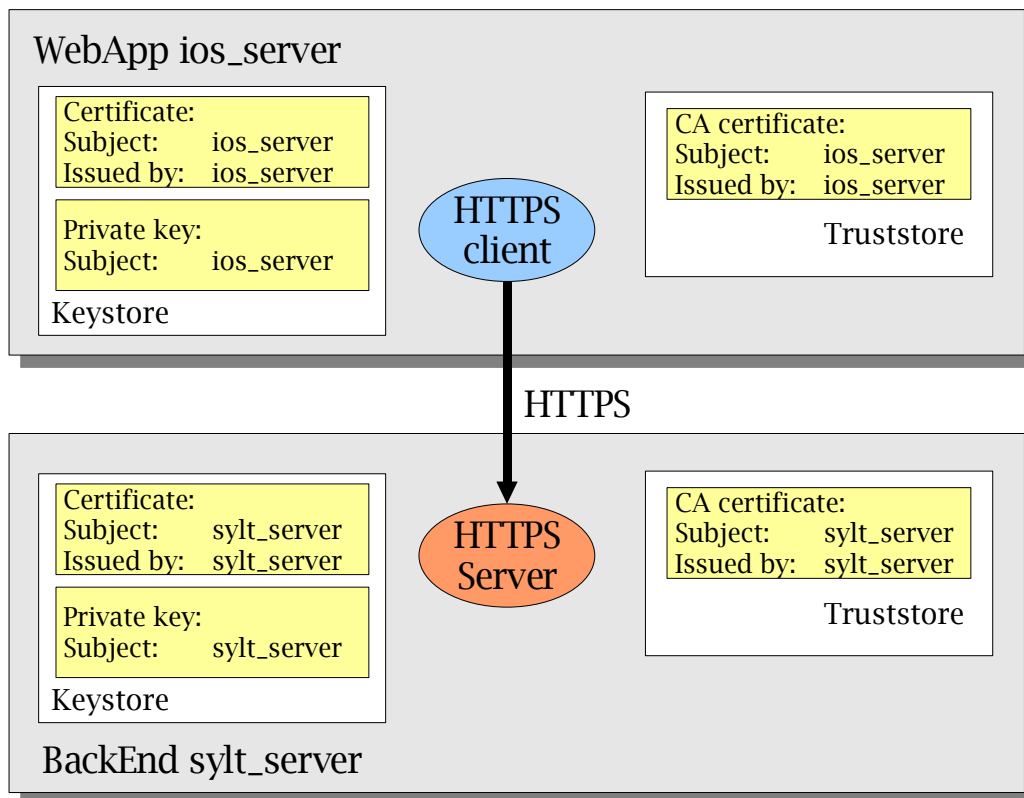 WebApp ios_server
Certificate:
Subject: ios_server
Issued by: ios_server
Private key:
Subject: ios_server
Keystore
HTTPS
client
CA certificate:
Subject: ios_server
Issued by: ios_server
Truststore
HTTPS
Certificate:
Subject: sylt_server
Issued by: sylt_server
Private key:
Subject: sylt_server
Keystore
HTTPS
Server
CA certificate:
Subject: sylt_server
Issued by: sylt_server
Truststore
BackEnd sylt_server